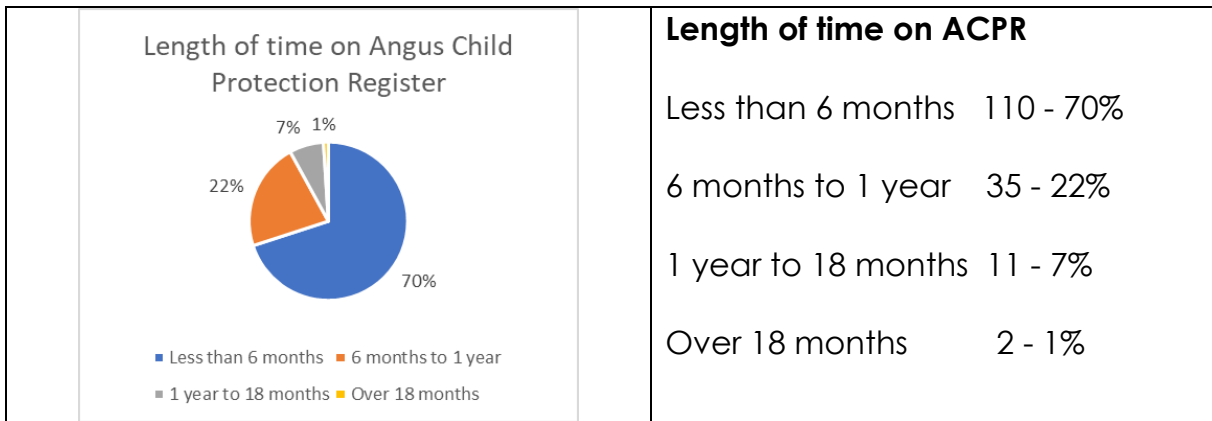 Length of time on Angus Child
Protection Register
7% 1%
22%
70%
Less than 6 months 6 months to 1 year
1 year to 18 months Over 18 months
Length of time on ACPR
Less than 6 months 110 - 70%
6 months to 1 year 35 - 22%
1 year to 18 months 11 - 7%
Over 18 months 2 - 1%